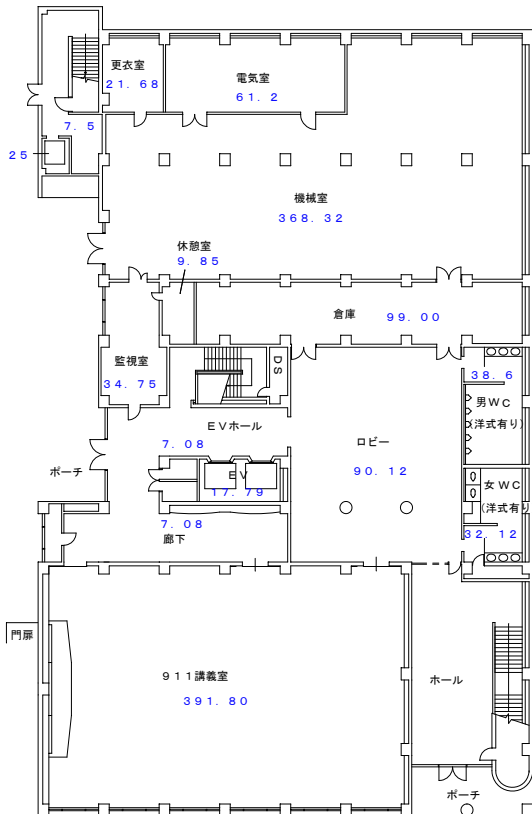 更衣室
21.68
電気室
61.2
7.5
25
機械室
368.32
休憩室
9.85
倉庫
99.00
監視室
34.75
DS
38.6
男WC
(洋式有り)
EVホール
7.08
ロビー
90.12
ポーチ
EV
17.79
女WC
(洋式有り
7.08
廊下
32.12
門扉
911講義室
391.80
ホール
ポーチ